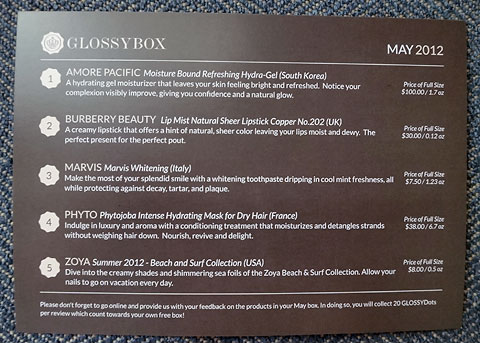 GLOSSYBOX
MAY 2012
1
AMORE PACIFIC Moisture Bound Refreshing Hydra-Gel (South Korea)
A hydrating gel moisturizer that leaves your skin feeling bright and refreshed. Notice your
complexion visibly improve, giving you confidence and a natural glow.
Price of Full Size
$100.00 / 1.7 oz
2
BURBERRY BEAUTY Lip Mist Natural Sheer Lipstick Copper No.202 (UK)
A creamy lipstick that offers a hint of natural, sheer color leaving your lips moist and dewy. The
perfect present for the perfect pout.
Price of Full Size
$30.00 / 0.12 oz
3
MARVIS Marvis Whitening (Italy)
Make the most of your splendid smile with a whitening toothpaste dripping in cool mint freshness, all
while protecting against decay, tartar, and plaque.
Price of Full Size
$7.50 / 1.23 oz
4
PHYTO Phytojoba Intense Hydrating Mask for Dry Hair (France)
Indulge in luxury and aroma with a conditioning treatment that moisturizes and detangles strands
without weighing hair down. Nourish, revive and delight.
Price of Full Size
$38.00 / 6.7 oz
5
ZOYA Summer 2012 - Beach and Surf Collection (USA)
Dive into the creamy shades and shimmering sea foils of the Zoya Beach & Surf Collection. Allow your
nails to go on vacation every day.
Price of Full Size
$8.00 / 0.5 oz
Please don't forget to go online and provide us with your feedback on the products in your May box. In doing so, you will collect 20 GLOSSYDots
per review which count towards your own free box!